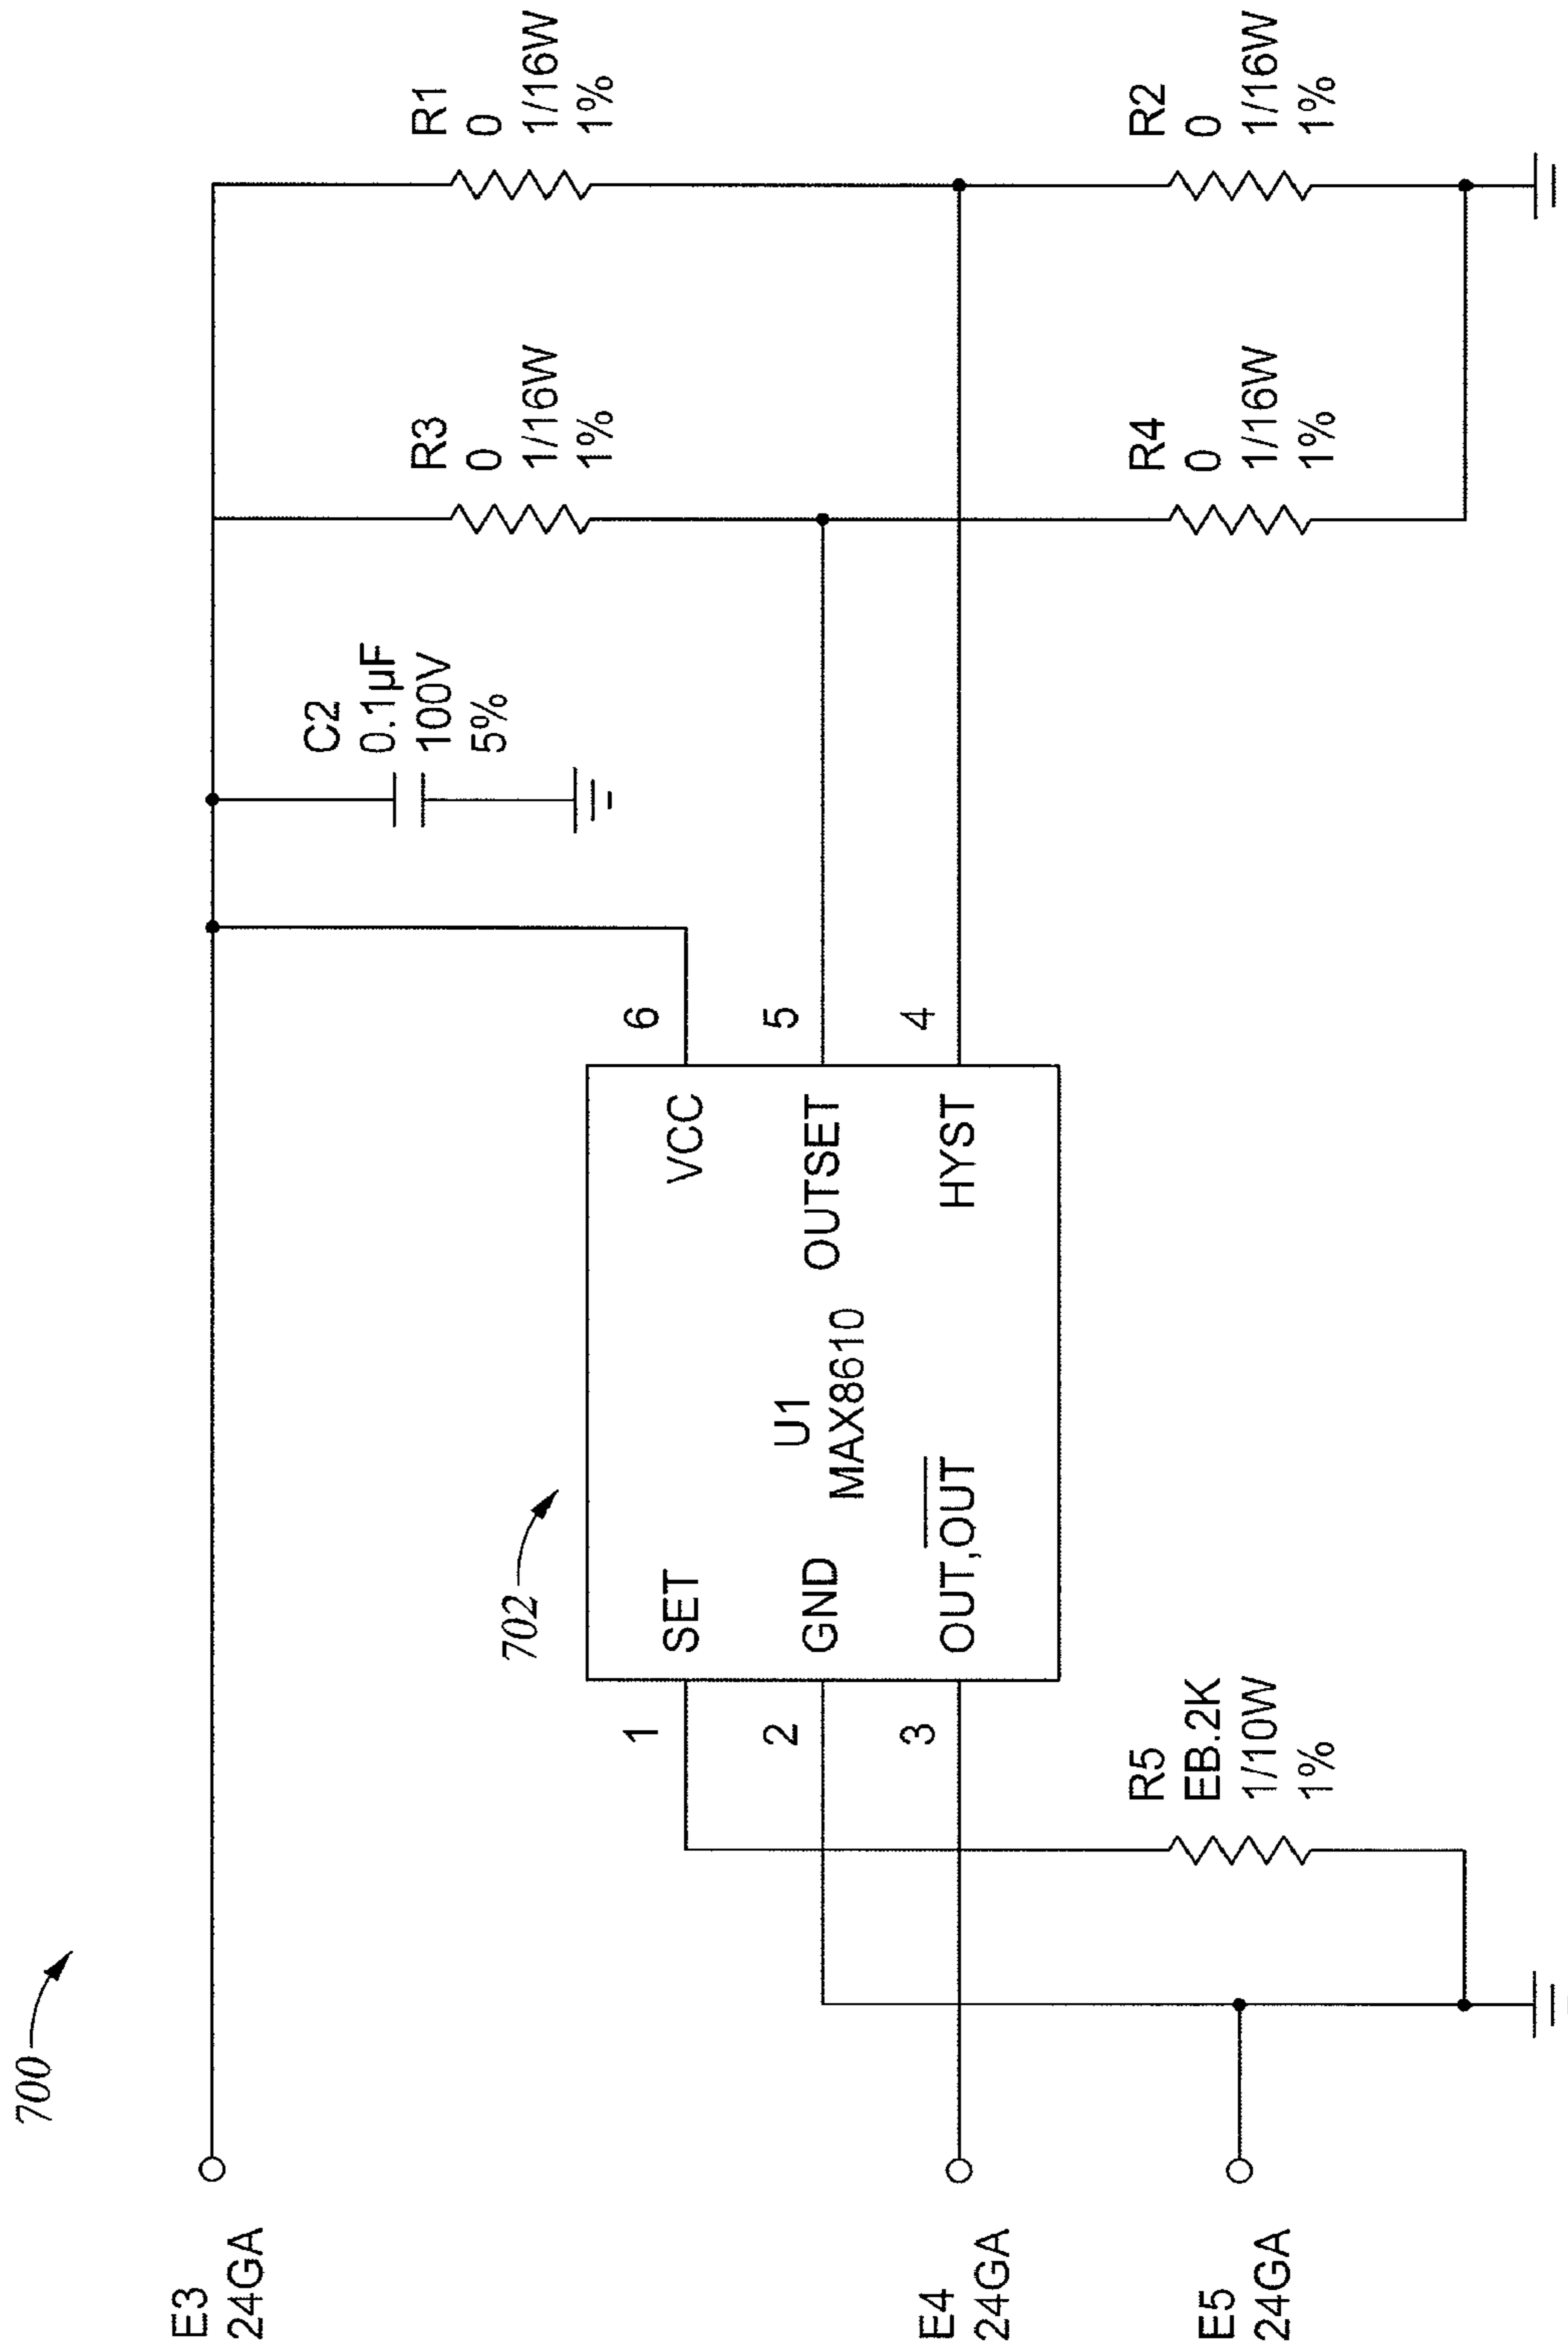 700
E3
24GA
C2
0.1µF
100V
5%
R3
0
1/16W
1%
R1
0
1/16W
1%
702
1
SET
VCC
6
2
GND
U1
MAX8610
OUTSET
5
3
OUT,OUT
HYST
4
E4
24GA
E5
24GA
R5
EB.2K
1/10W
1%
R4
0
1/16W
1%
R2
0
1/16W
1%